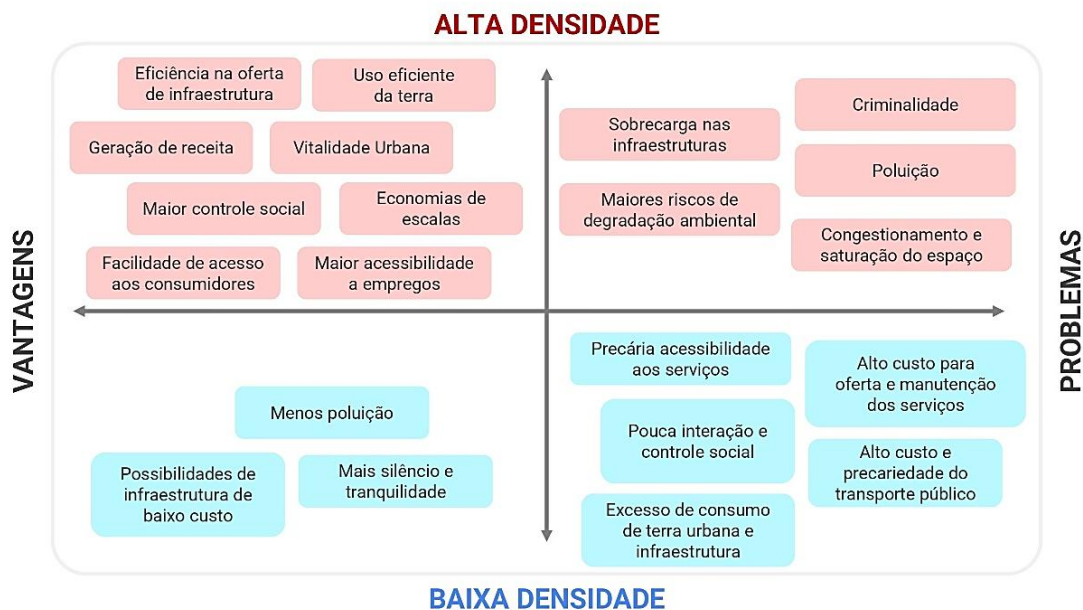 ALTA DENSIDADE
Eficiência na oferta
de infraestrutura
Uso eficiente
da terra
Geração de receita
Vitalidade Urbana
Maior controle social
Economias de
escalas
Facilidade de acesso
aos consumidores
Maior acessibilidade
a empregos
Sobrecarga nas
infraestruturas
Criminalidade
Poluição
Maiores riscos de
degradação ambiental
Congestionamento e
saturação do espaço
VANTAGENS
PROBLEMAS
Menos poluição
Possibilidades de
infraestrutura de
baixo custo
Mais silêncio e
tranquilidade
Precária acessibilidade
aos serviços
Alto custo para
oferta e manutenção
dos serviços
Pouca interação e
controle social
Alto custo e
precariedade do
transporte público
Excesso de consumo
de terra urbana e
infraestrutura
BAIXA DENSIDADE